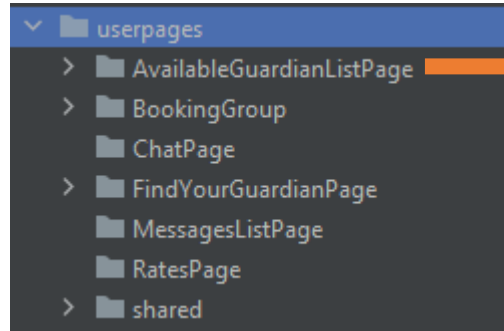 userpages
AvailableGuardianListPage
BookingGroup
ChatPage
FindYourGuardianPage
MessagesListPage
RatesPage
shared